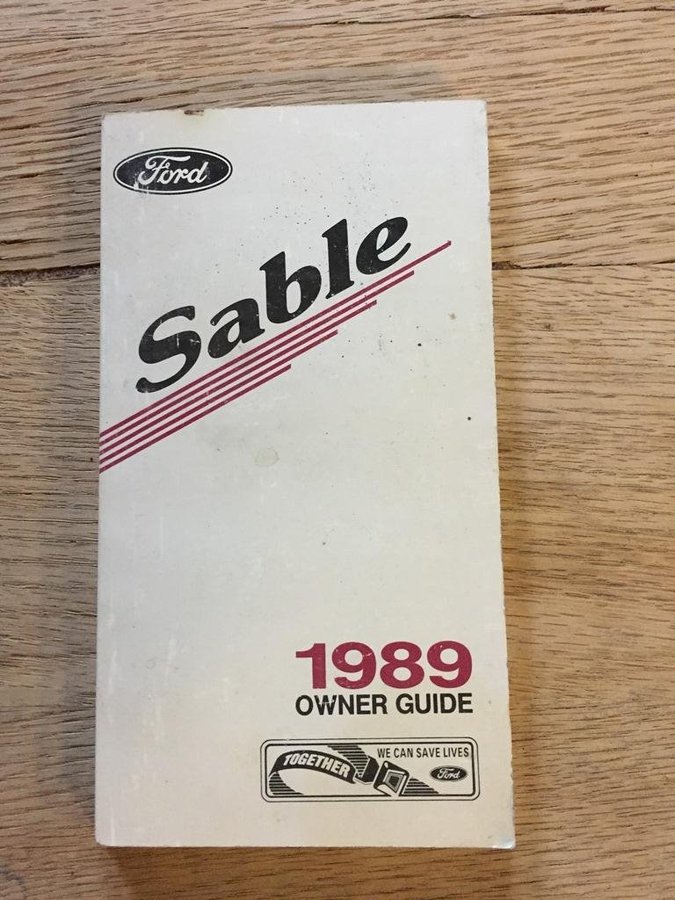 Ford
Sable
1989
OWNER GUIDE
TOGETHER
WE CAN SAVE LIVES
Ford